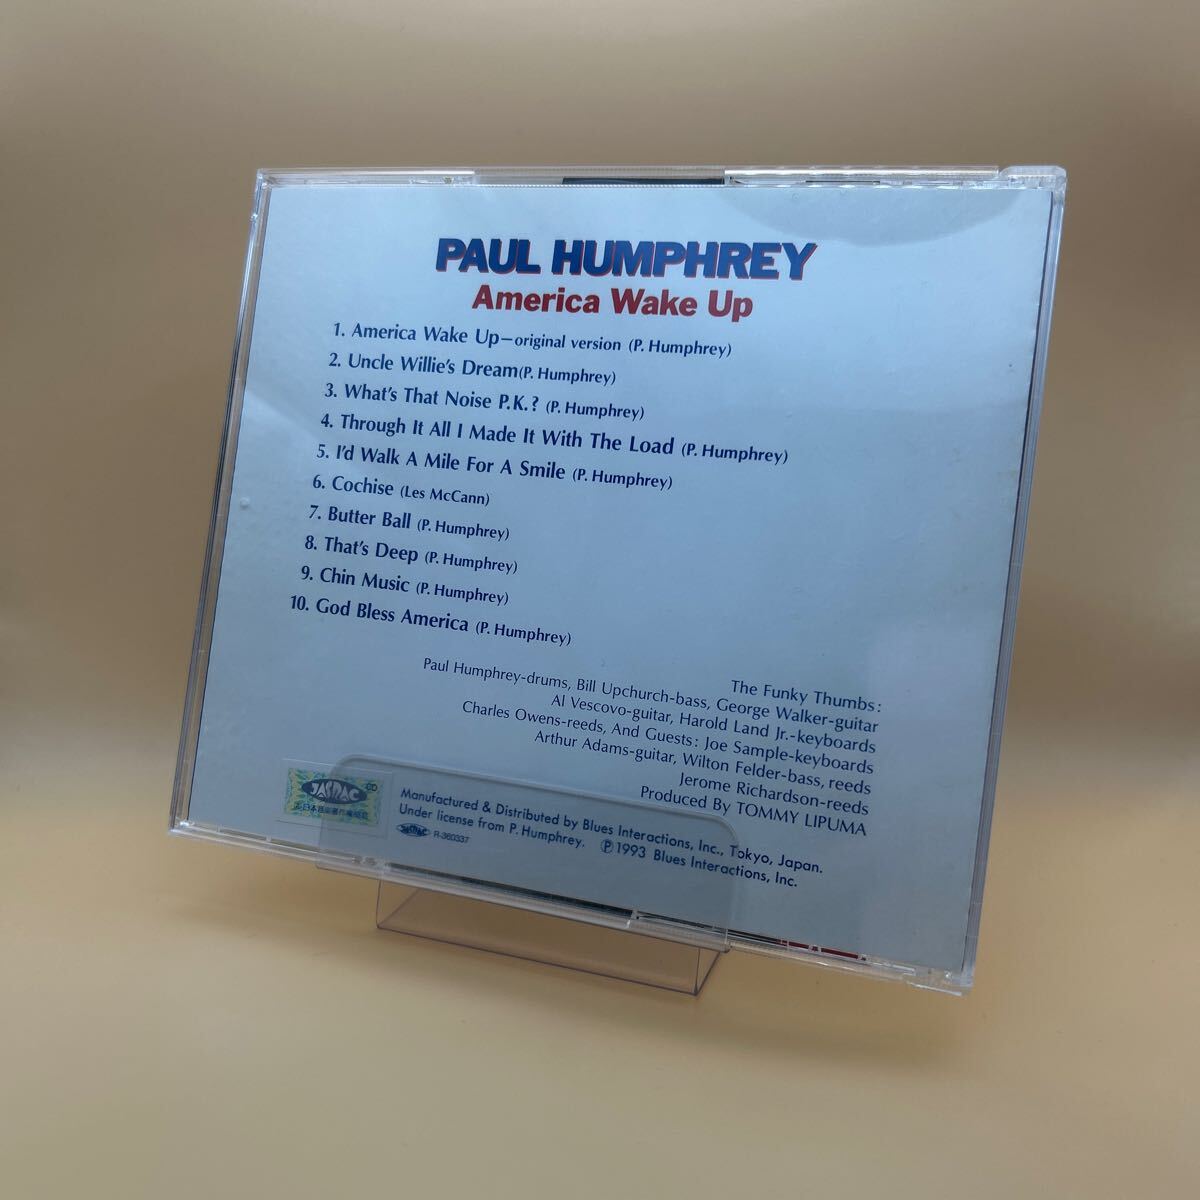 PAUL HUMPHREY
America Wake Up
1. America Wake Up—original version (P. Humphrey)
2. Uncle Willie's Dream(P. Humphrey)
3. What's That Noise P.K.? (P. Humphrey)
4. Through It All I Made It With The Load (P. Humphrey)
5. I'd Walk A Mile For A Smile (P. Humphrey)
6. Cochise (Les McCann)
7. Butter Ball (P. Humphrey)
8. That's Deep (P. Humphrey)
9. Chin Music (P. Humphrey)
10. God Bless America (P. Humphrey)
The Funky Thumbs:
Paul Humphrey-drums, Bill Upchurch-bass, George Walker-guitar
Al Vescovo-guitar, Harold Land Jr.-keyboards
Charles Owens-reeds, And Guests: Joe Sample-keyboards
Arthur Adams-guitar, Wilton Felder-bass, reeds
Jerome Richardson-reeds
Produced By TOMMY LIPUMA
JASRAC CD
Manufactured & Distributed by Blues Interactions, Inc., Tokyo, Japan.
Under license from P. Humphrey. ℗1993 Blues Interactions, Inc.
JASRAC R-360337